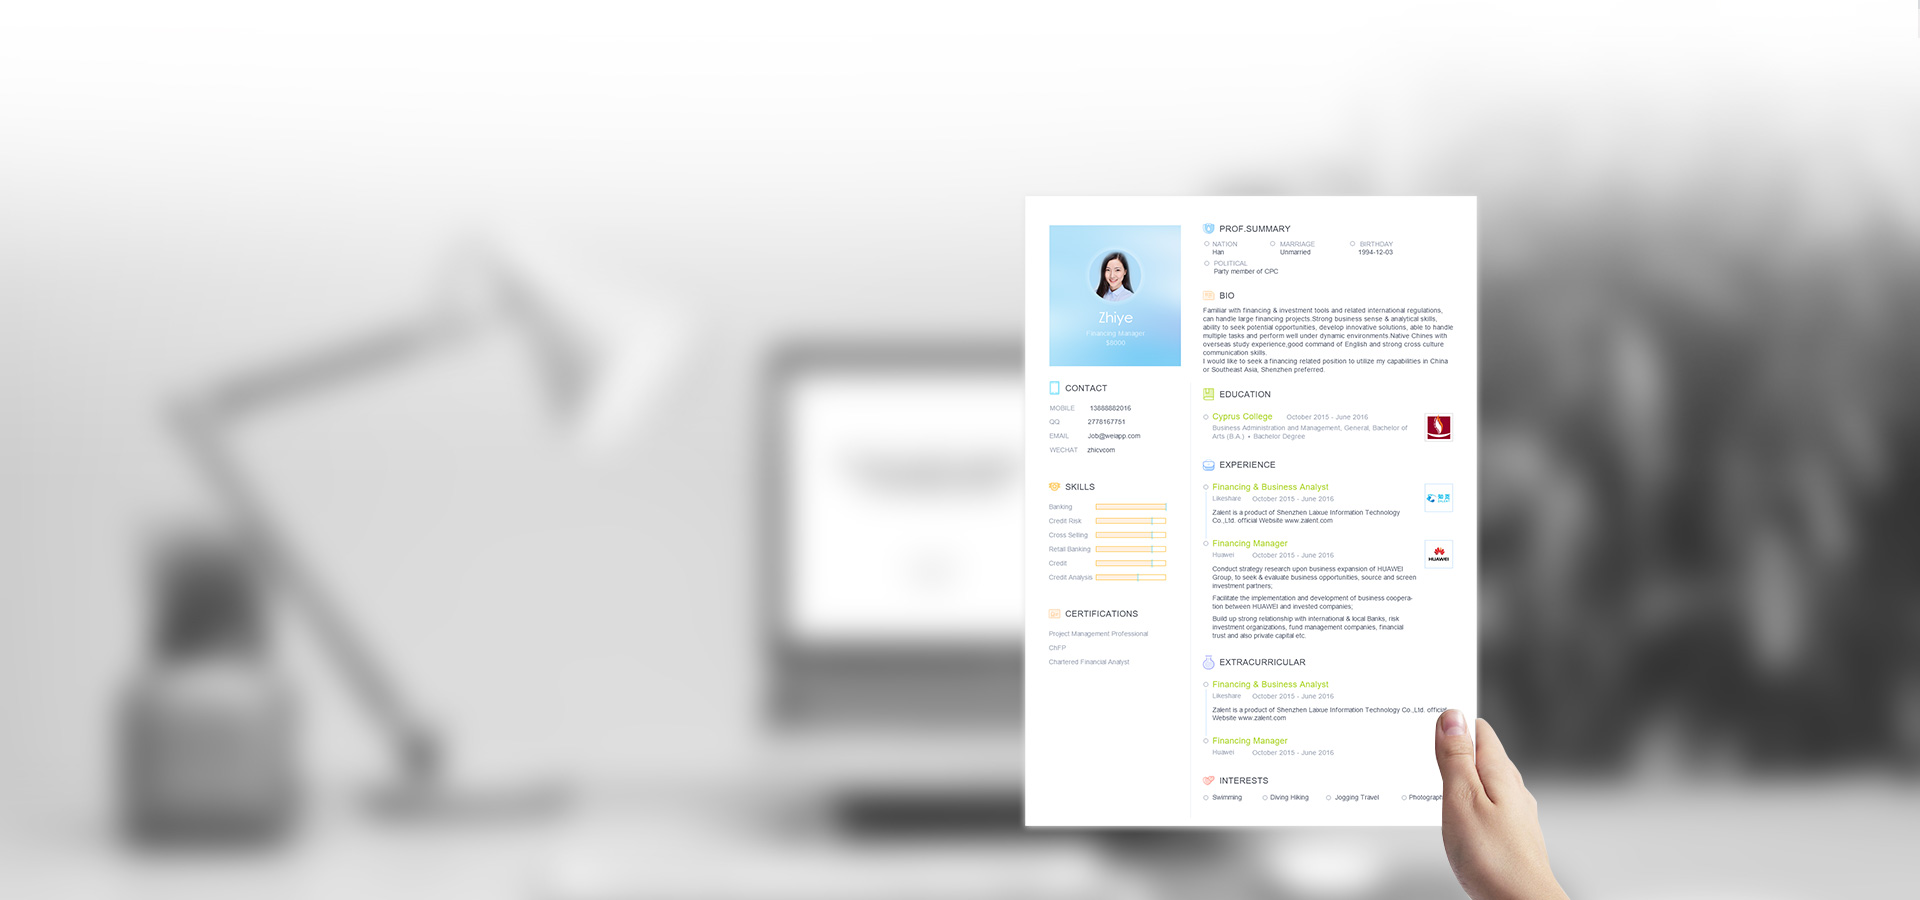 Zhiye
Financing Manager
$8000
CONTACT
MOBILE 13888882016
QQ 2778167751
EMAIL Job@weiapp.com
WECHAT zhicvcom
SKILLS
Banking
Credit Risk
Cross Selling
Retail Banking
Credit
Credit Analysis
CERTIFICATIONS
Project Management Professional
ChFP
Chartered Financial Analyst
PROF.SUMMARY
NATION MARRIAGE BIRTHDAY
Han Unmarried 1994-12-03
POLITICAL
Party member of CPC
BIO
Familiar with financing & investment tools and related international regulations,
can handle large financing projects.Strong business sense & analytical skills,
ability to seek potential opportunities, develop innovative solutions, able to handle
multiple tasks and perform well under dynamic environments.Native Chines with
overseas study experience,good command of English and strong cross culture
communication skills.
I would like to seek a financing related position to utilize my capabilities in China
or Southeast Asia, Shenzhen preferred.
EDUCATION
Cyprus College October 2015 - June 2016
Business Administration and Management, General, Bachelor of
Arts (B.A.) • Bachelor Degree
EXPERIENCE
Financing & Business Analyst
Likeshare October 2015 - June 2016
Zalent is a product of Shenzhen Laixue Information Technology
Co.,Ltd. official Website www.zalent.com
Financing Manager
Huawei October 2015 - June 2016
HUAWEI
Conduct strategy research upon business expansion of HUAWEI
Group, to seek & evaluate business opportunities, source and screen
investment partners;
Facilitate the implementation and development of business coopera-
tion between HUAWEI and invested companies;
Build up strong relationship with international & local Banks, risk
investment organizations, fund management companies, financial
trust and also private capital etc.
EXTRACURRICULAR
Financing & Business Analyst
Likeshare October 2015 - June 2016
Zalent is a product of Shenzhen Laixue Information Technology Co.,Ltd. official
Website www.zalent.com
Financing Manager
Huawei October 2015 - June 2016
INTERESTS
Swimming Diving Hiking Jogging Travel Photograph